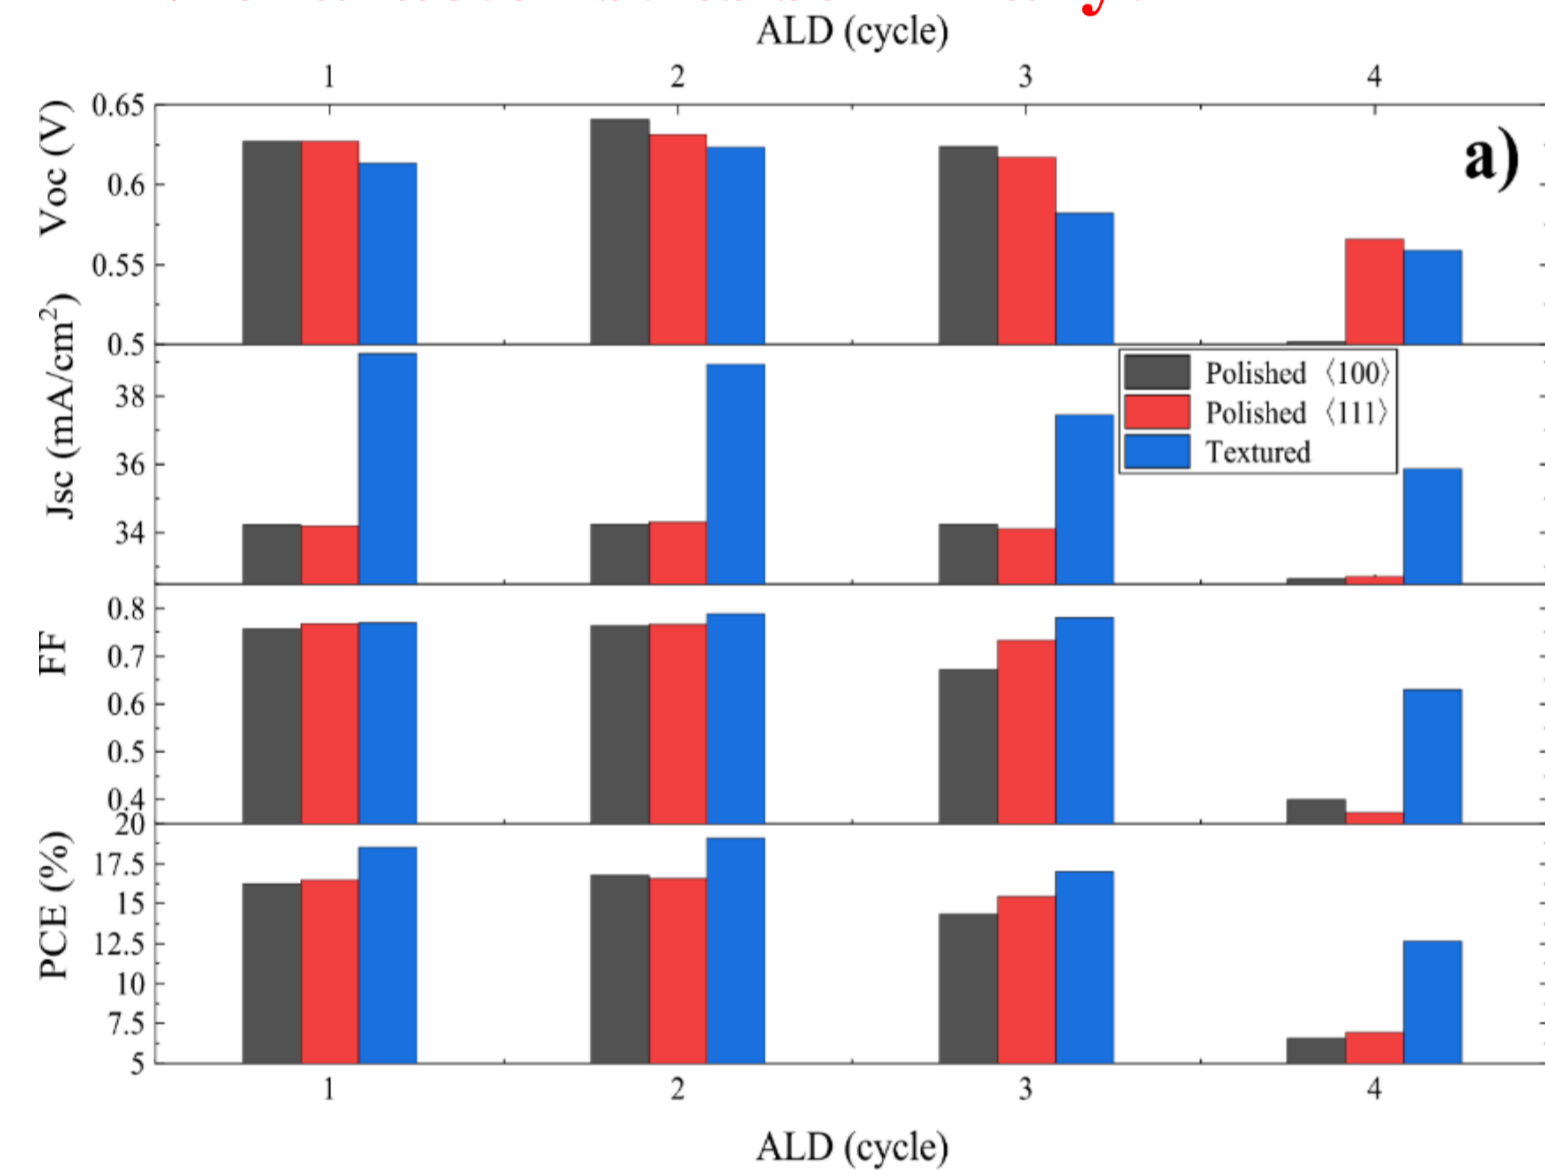 ALD (cycle)
1 2 3 4
Voc (V)
0.65
0.6
0.55
0.5
a)
Jsc (mA/cm²)
38
36
34
Polished 〈100〉
Polished 〈111〉
Textured
FF
0.8
0.7
0.6
0.5
0.4
PCE (%)
20
17.5
15
12.5
10
7.5
5
1 2 3 4
ALD (cycle)